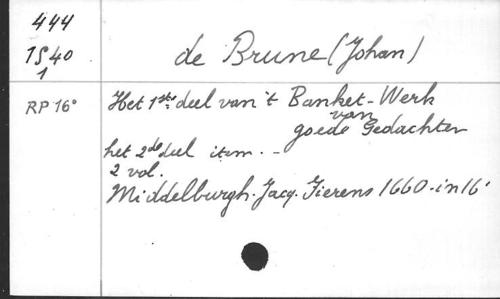 444
1540
1
de Brune (Johan)
RP 16°
Het 1ste deel van 't Banket-Werk
van
goede Gedachten
het 2de deel item. -
2 vol.
Middelburgh. Jacq. Fierens 1660 - in 16°